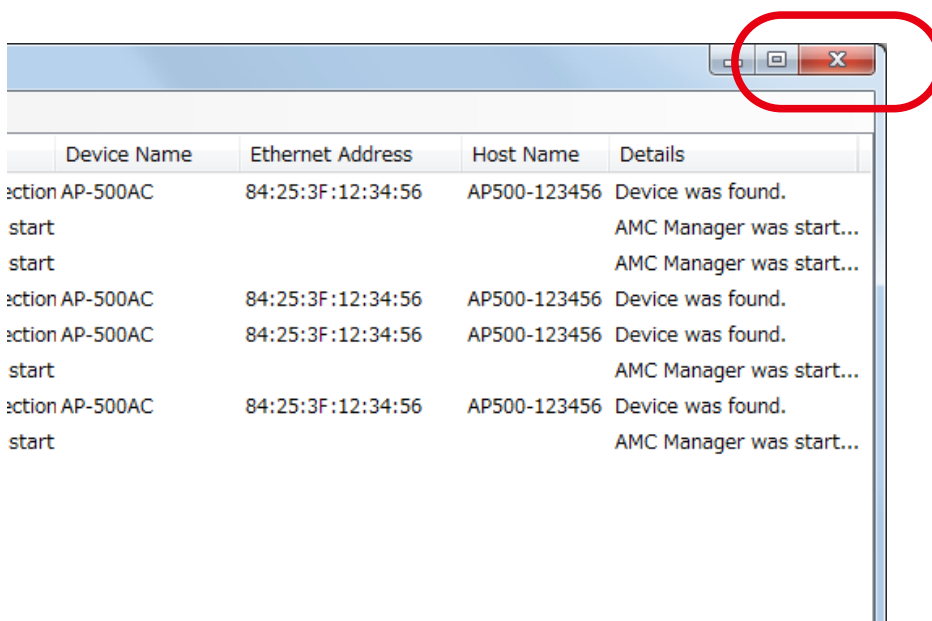 Device Name Ethernet Address Host Name Details
ection AP-500AC 84:25:3F:12:34:56 AP500-123456 Device was found.
start AMC Manager was start...
start AMC Manager was start...
ection AP-500AC 84:25:3F:12:34:56 AP500-123456 Device was found.
ection AP-500AC 84:25:3F:12:34:56 AP500-123456 Device was found.
start AMC Manager was start...
ection AP-500AC 84:25:3F:12:34:56 AP500-123456 Device was found.
start AMC Manager was start...